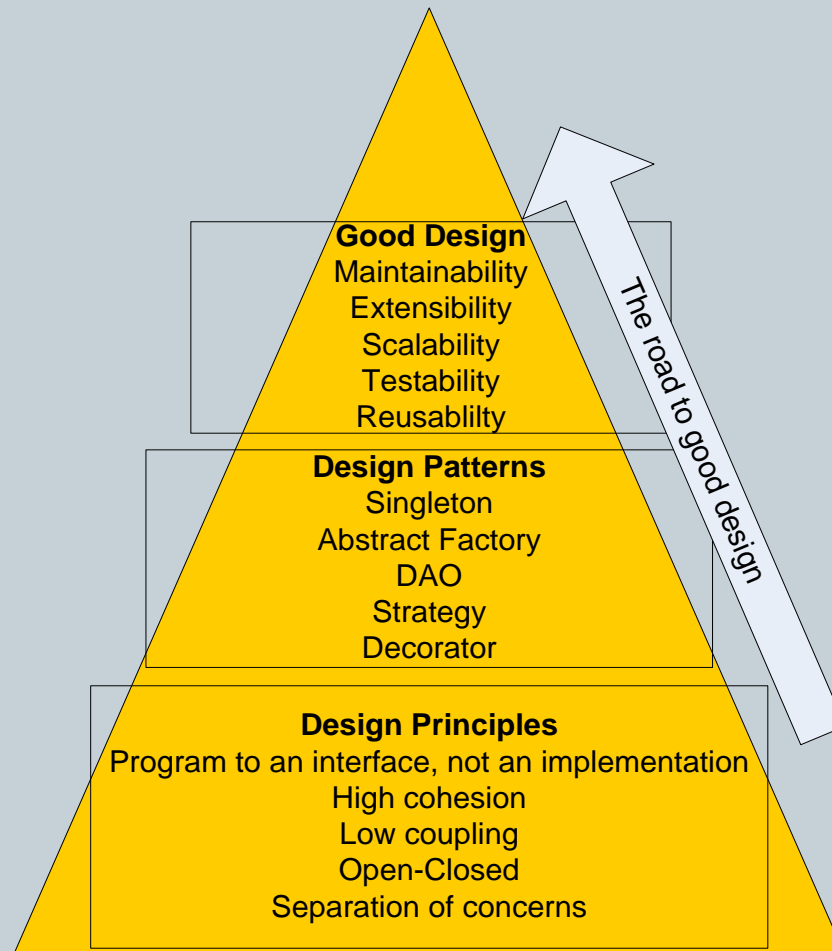 Good Design
Maintainability
Extensibility
Scalability
Testability
Reusablilty
The road to good design
Design Patterns
Singleton
Abstract Factory
DAO
Strategy
Decorator
Design Principles
Program to an interface, not an implementation
High cohesion
Low coupling
Open-Closed
Separation of concerns